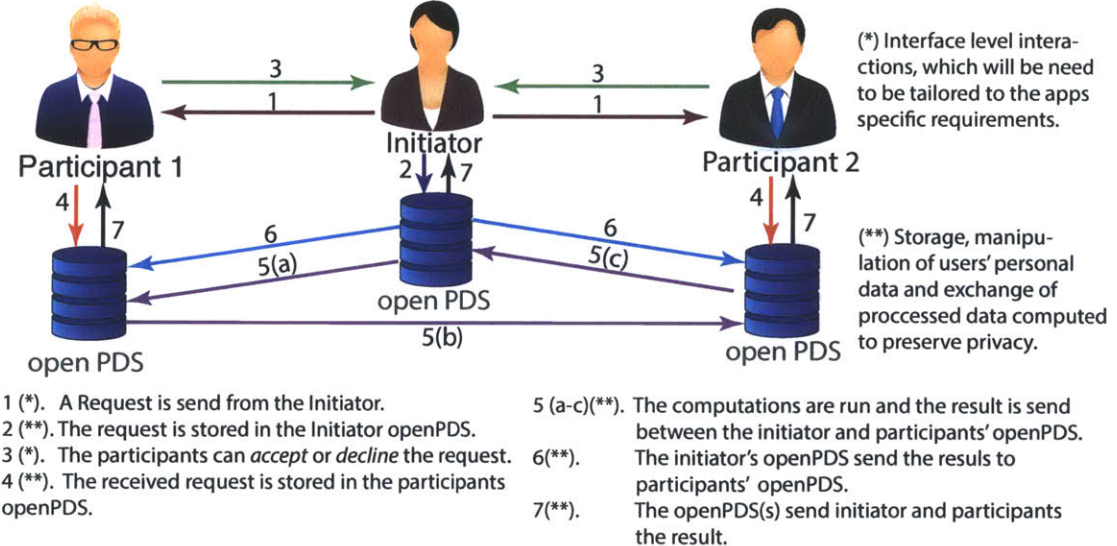 3
1
3
1
(*) Interface level intera-
ctions, which will be need
to be tailored to the apps
specific requirements.
Participant 1
Initiator
Participant 2
2
7
4
7
4
7
6
6
5(a)
5(c)
5(b)
open PDS
open PDS
open PDS
(**) Storage, manipu-
lation of users' personal
data and exchange of
proccessed data computed
to preserve privacy.
1 (*). A Request is send from the Initiator.
2 (**). The request is stored in the Initiator openPDS.
3 (*). The participants can accept or decline the request.
4 (**). The received request is stored in the participants
openPDS.
5 (a-c)(**). The computations are run and the result is send
between the initiator and participants' openPDS.
6(**). The initiator's openPDS send the resuls to
participants' openPDS.
7(**). The openPDS(s) send initiator and participants
the result.